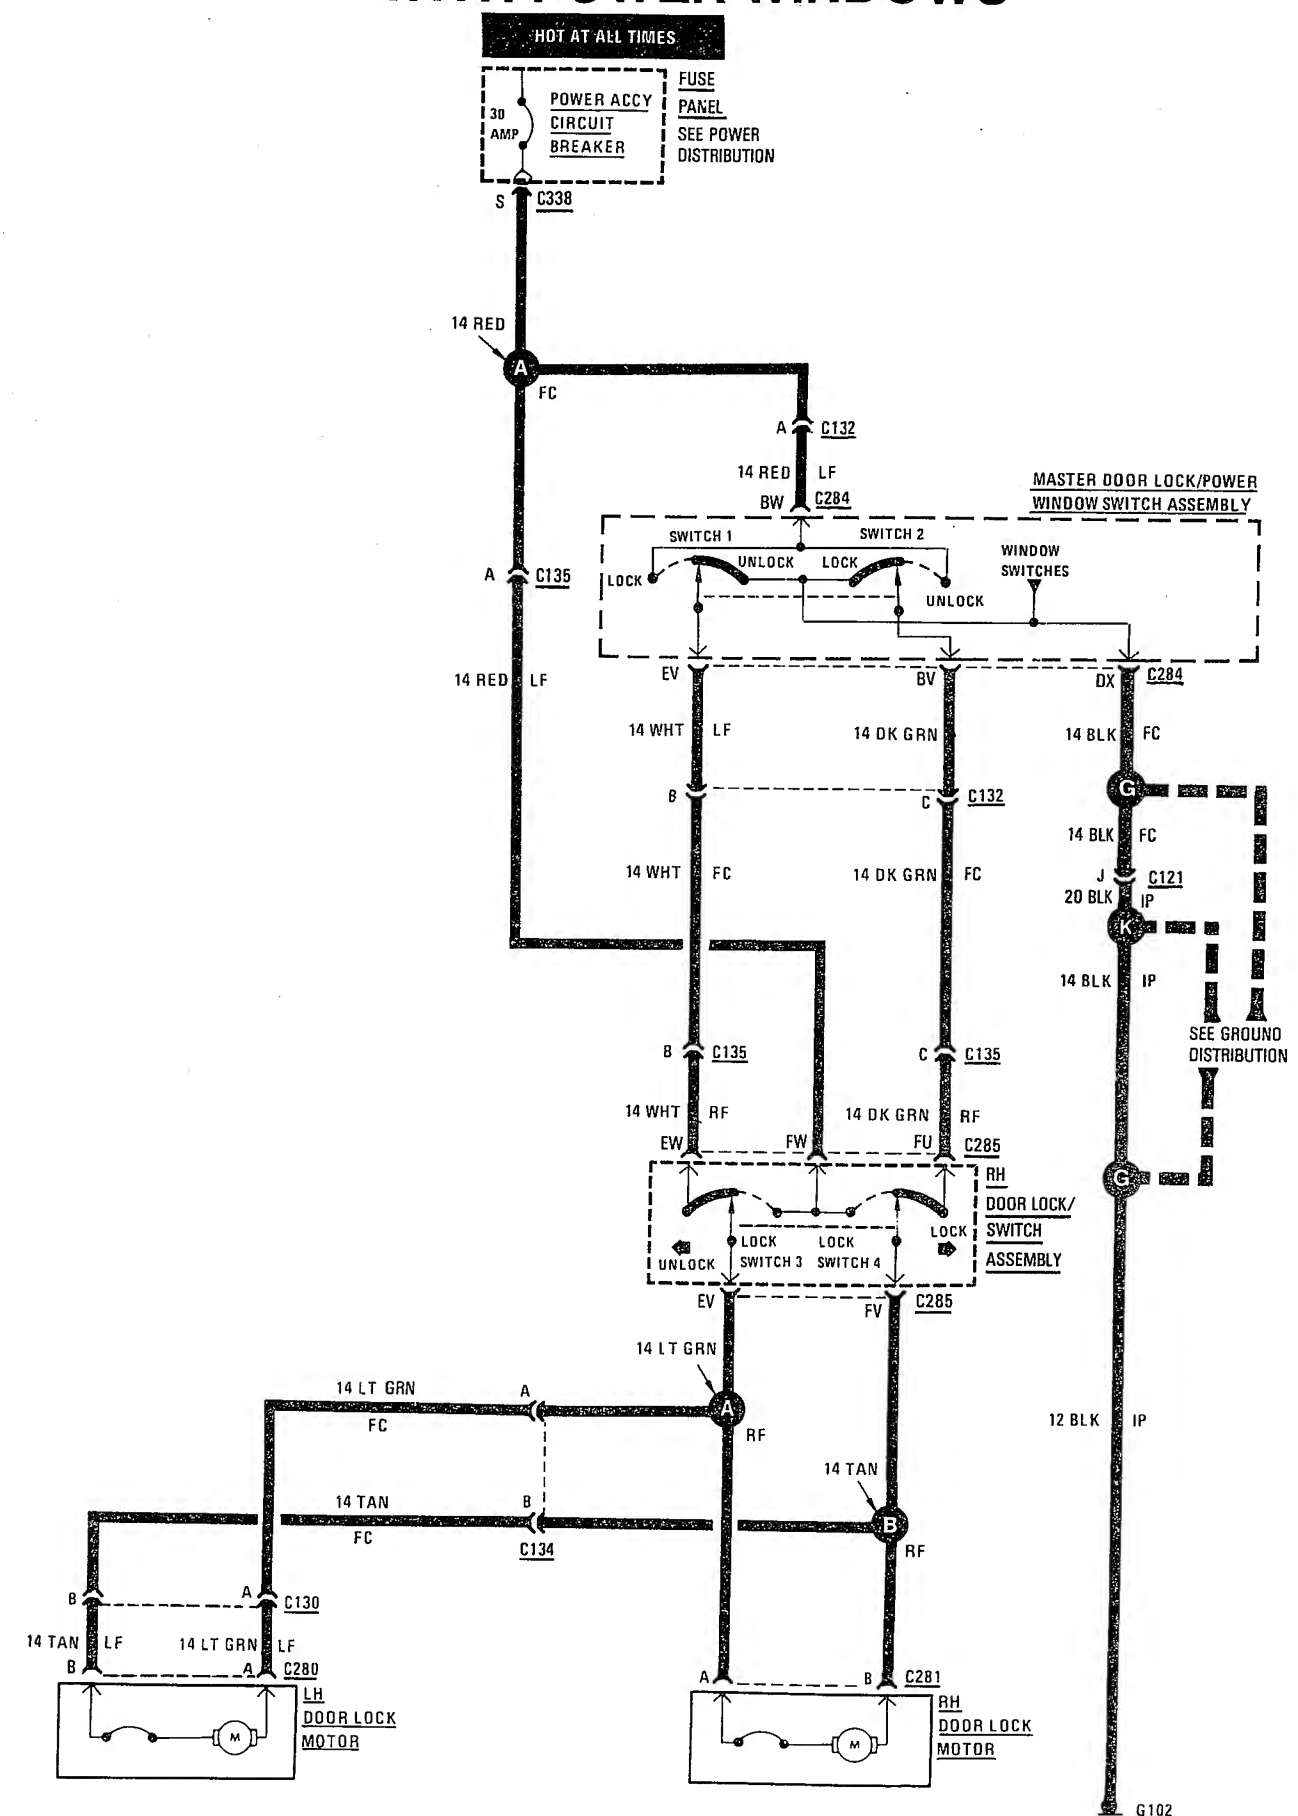 HOT AT ALL TIMES
FUSE
PANEL
SEE POWER
DISTRIBUTION
POWER ACCY
CIRCUIT
BREAKER
30
AMP
S C338
14 RED
A
FC
A C132
14 RED LF
BW C284
MASTER DOOR LOCK/POWER
WINDOW SWITCH ASSEMBLY
SWITCH 1
SWITCH 2
WINDOW
SWITCHES
LOCK
UNLOCK
LOCK
UNLOCK
A C135
14 RED LF
EV
BV
DX C284
14 WHT LF
14 DK GRN
14 BLK FC
G
B
C C132
14 BLK FC
14 WHT FC
14 DK GRN FC
J C121
20 BLK IP
K
14 BLK IP
SEE GROUND
DISTRIBUTION
B C135
C C135
14 WHT RF
14 DK GRN RF
EW
FW
FU C285
G
RH
DOOR LOCK/
SWITCH
ASSEMBLY
UNLOCK
LOCK
SWITCH 3
LOCK
SWITCH 4
LOCK
EV
FV C285
14 LT GRN
A
RF
14 LT GRN
FC
A
12 BLK IP
14 TAN
B
RF
14 TAN
FC
B
C134
B
A C130
14 TAN LF
14 LT GRN LF
B
A C280
LH
DOOR LOCK
MOTOR
M
A
B C281
RH
DOOR LOCK
MOTOR
M
G102